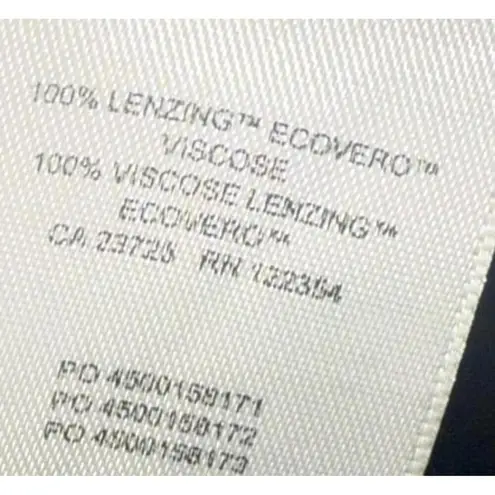 100% LENZING™ ECOVERO™
VISCOSE
100% VISCOSE LENZING™
ECOVERO™
CA 23725 RN 122354
PO 4500158171
PO 4500158172
PO 4500158173